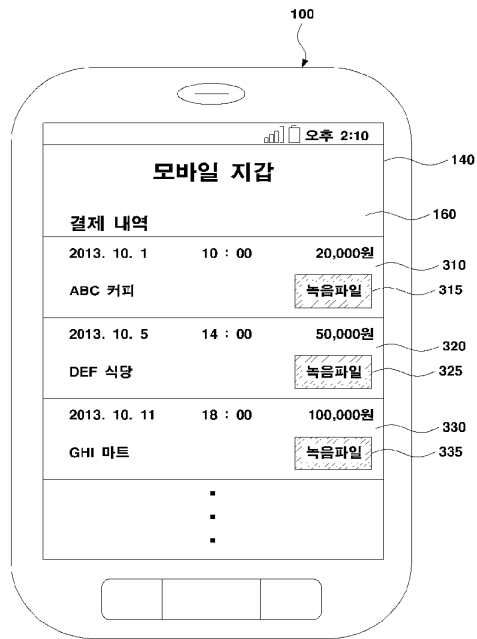 100
오후 2:10
모바일 지갑
140
결제 내역
160
2013. 10. 1 10 : 00 20,000원
310
ABC 커피 녹음파일
315
2013. 10. 5 14 : 00 50,000원
320
DEF 식당 녹음파일
325
2013. 10. 11 18 : 00 100,000원
330
GHI 마트 녹음파일
335